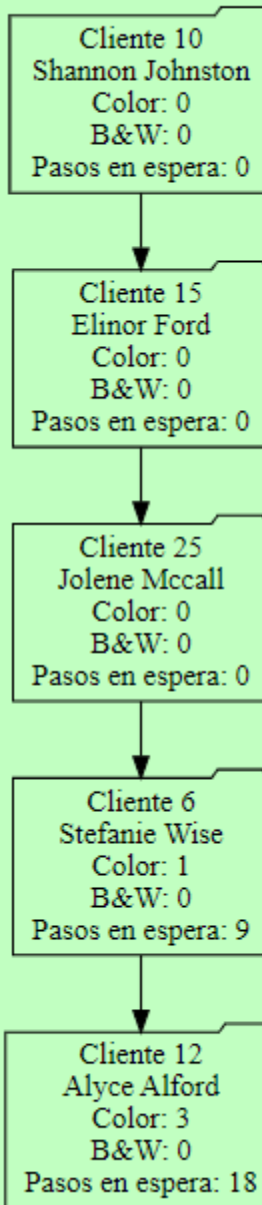 Cliente 10
Shannon Johnston
Color: 0
B&W: 0
Pasos en espera: 0
Cliente 15
Elinor Ford
Color: 0
B&W: 0
Pasos en espera: 0
Cliente 25
Jolene Mccall
Color: 0
B&W: 0
Pasos en espera: 0
Cliente 6
Stefanie Wise
Color: 1
B&W: 0
Pasos en espera: 9
Cliente 12
Alyce Alford
Color: 3
B&W: 0
Pasos en espera: 18